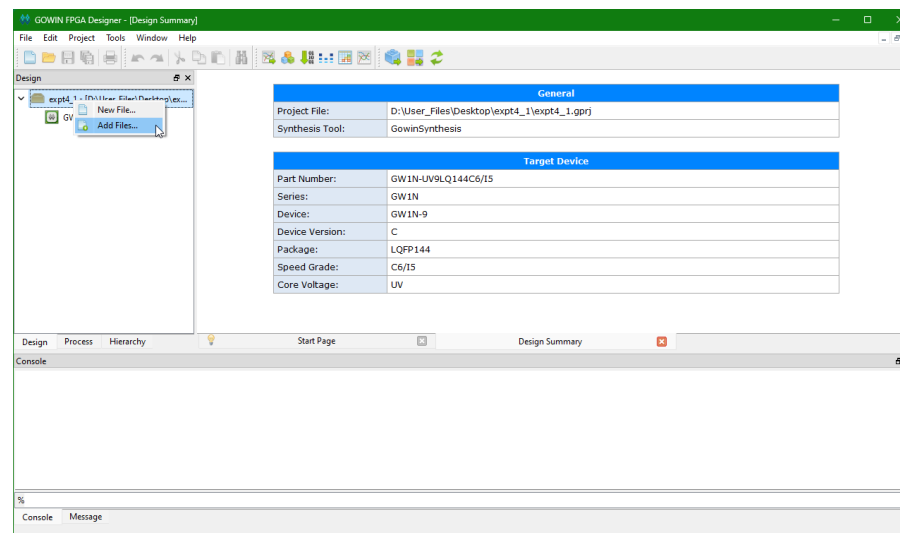 GOWIN FPGA Designer - [Design Summary]
File Edit Project Tools Window Help
Design
expt4_1 - [D:\User_Files\Desktop\ex...
New File...
Add Files...
GW
General
Project File: D:\User_Files\Desktop\expt4_1\expt4_1.gprj
Synthesis Tool: GowinSynthesis
Target Device
Part Number: GW1N-UV9LQ144C6/I5
Series: GW1N
Device: GW1N-9
Device Version: C
Package: LQFP144
Speed Grade: C6/I5
Core Voltage: UV
Design Process Hierarchy
Start Page Design Summary
Console
%
Console Message